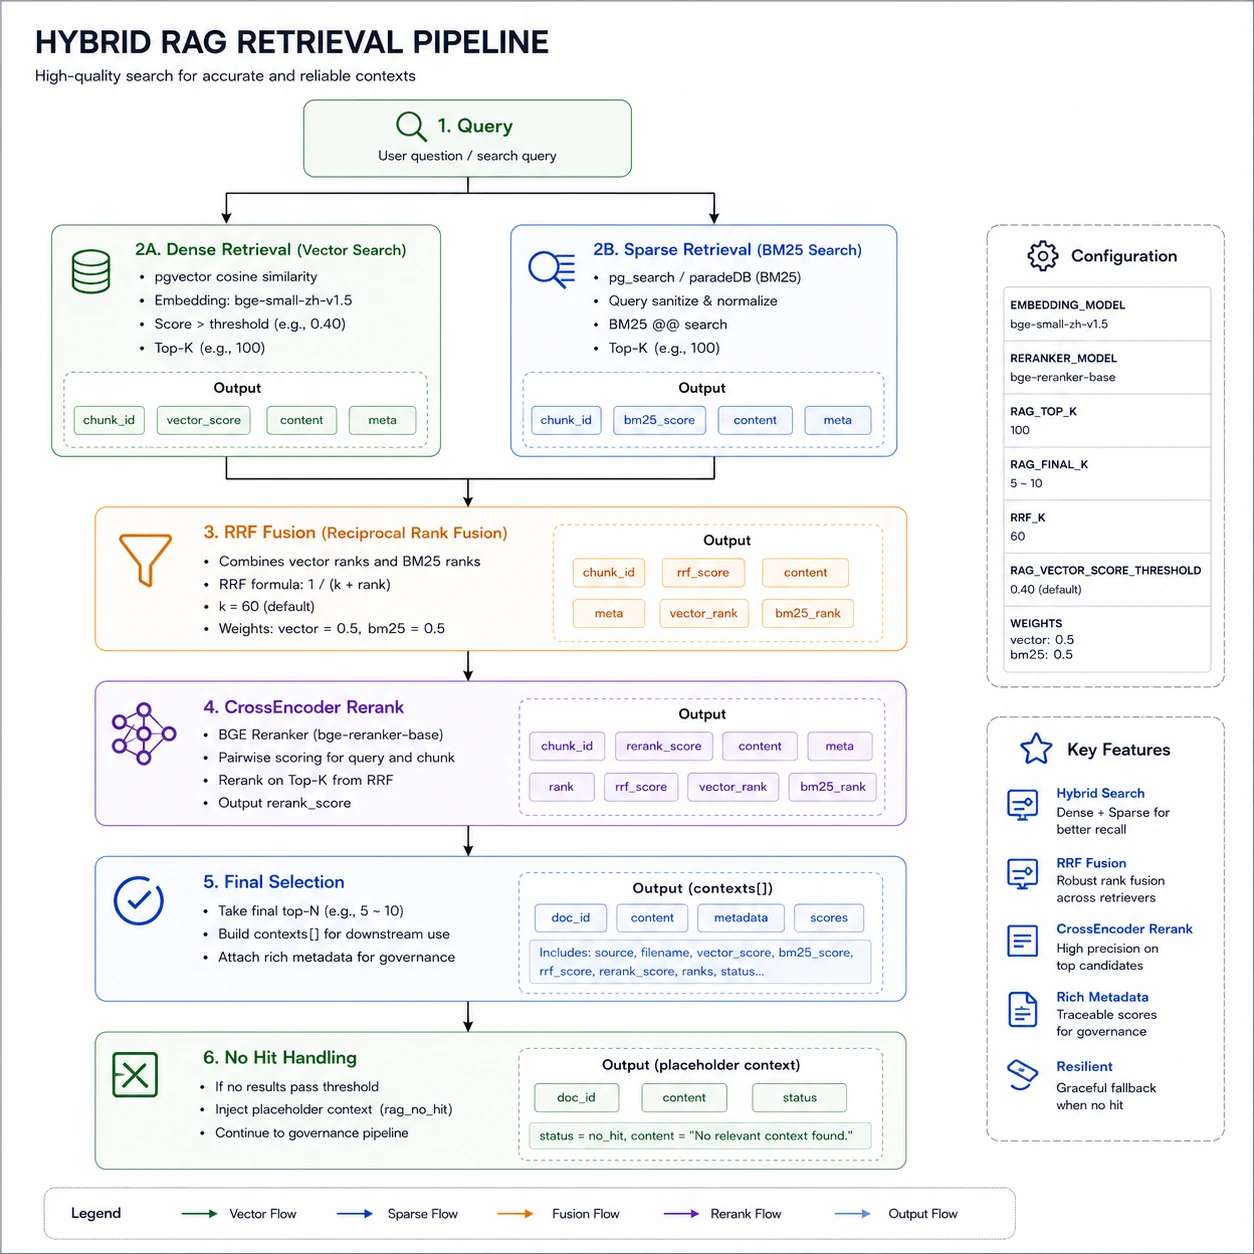 HYBRID RAG RETRIEVAL PIPELINE
High-quality search for accurate and reliable contexts
1. Query
User question / search query
2A. Dense Retrieval (Vector Search)
• pgvector cosine similarity
• Embedding: bge-small-zh-v1.5
• Score > threshold (e.g., 0.40)
• Top-K (e.g., 100)
Output
chunk_id vector_score content meta
2B. Sparse Retrieval (BM25 Search)
• pg_search / paradeDB (BM25)
• Query sanitize & normalize
• BM25 @@ search
• Top-K (e.g., 100)
Output
chunk_id bm25_score content meta
3. RRF Fusion (Reciprocal Rank Fusion)
• Combines vector ranks and BM25 ranks
• RRF formula: 1 / (k + rank)
• k = 60 (default)
• Weights: vector = 0.5, bm25 = 0.5
Output
chunk_id rrf_score content
meta vector_rank bm25_rank
4. CrossEncoder Rerank
• BGE Reranker (bge-reranker-base)
• Pairwise scoring for query and chunk
• Rerank on Top-K from RRF
• Output rerank_score
Output
chunk_id rerank_score content meta
rank rrf_score vector_rank bm25_rank
5. Final Selection
• Take final top-N (e.g., 5 ~ 10)
• Build contexts[] for downstream use
• Attach rich metadata for governance
Output (contexts[])
doc_id content metadata scores
Includes: source, filename, vector_score, bm25_score,
rrf_score, rerank_score, ranks, status...
6. No Hit Handling
• If no results pass threshold
• Inject placeholder context (rag_no_hit)
• Continue to governance pipeline
Output (placeholder context)
doc_id content status
status = no_hit, content = "No relevant context found."
Configuration
EMBEDDING_MODEL
bge-small-zh-v1.5
RERANKER_MODEL
bge-reranker-base
RAG_TOP_K
100
RAG_FINAL_K
5 ~ 10
RRF_K
60
RAG_VECTOR_SCORE_THRESHOLD
0.40 (default)
WEIGHTS
vector: 0.5
bm25: 0.5
Key Features
Hybrid Search
Dense + Sparse for
better recall
RRF Fusion
Robust rank fusion
across retrievers
CrossEncoder Rerank
High precision on
top candidates
Rich Metadata
Traceable scores
for governance
Resilient
Graceful fallback
when no hit
Legend Vector Flow Sparse Flow Fusion Flow Rerank Flow Output Flow